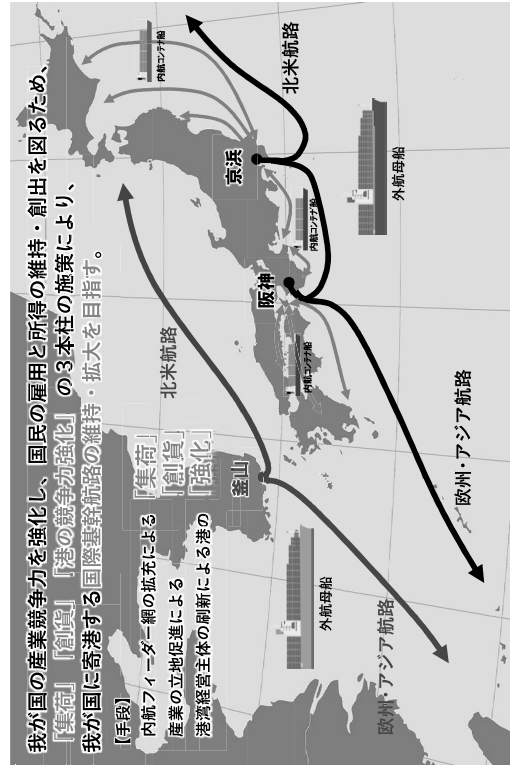 我が国の産業競争力を強化し、国民の雇用と所得の維持・創出を図るため、
「集荷」「創貨」「港の競争力強化」の３本柱の施策により、
我が国に寄港する国際基幹航路の維持・拡大を目指す。
【手段】
内航フィーダー網の拡充による「集荷」
産業の立地促進による「創貨」
港湾経営主体の刷新による港の「強化」
釜山
北米航路
欧州・アジア航路
外航母船
阪神
京浜
内航コンテナ船
内航コンテナ船
内航コンテナ船
北米航路
外航母船
欧州・アジア航路